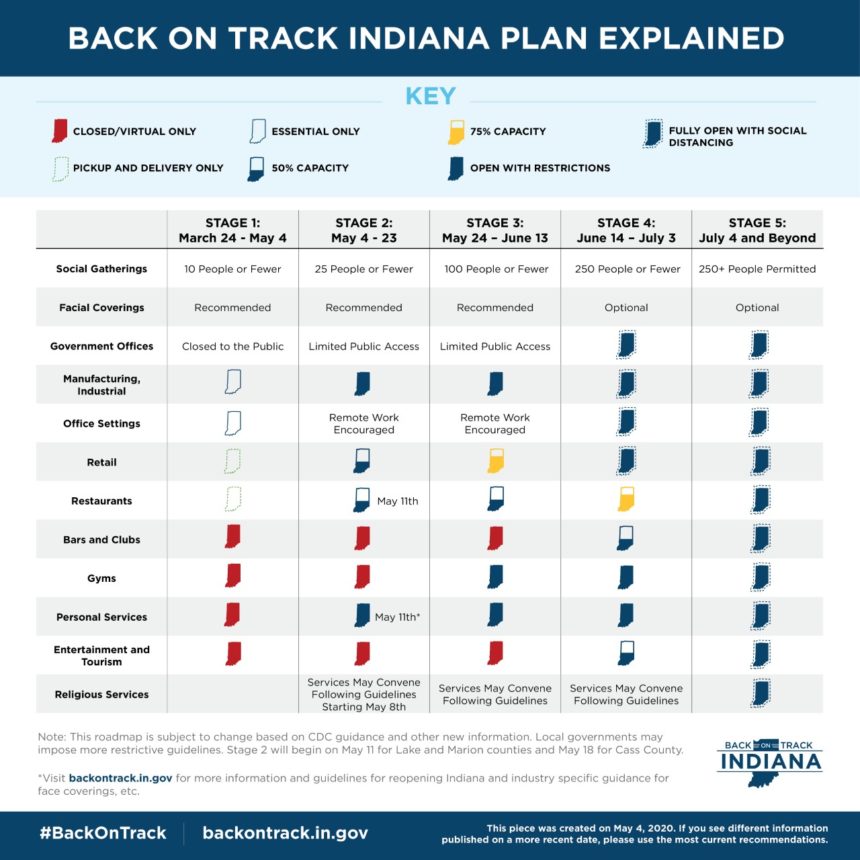 BACK ON TRACK INDIANA PLAN EXPLAINED
KEY
CLOSED/VIRTUAL ONLY
ESSENTIAL ONLY
75% CAPACITY
FULLY OPEN WITH SOCIAL
DISTANCING
PICKUP AND DELIVERY ONLY
50% CAPACITY
OPEN WITH RESTRICTIONS
STAGE 1:
March 24 - May 4
STAGE 2:
May 4 - 23
STAGE 3:
May 24 – June 13
STAGE 4:
June 14 – July 3
STAGE 5:
July 4 and Beyond
Social Gatherings
10 People or Fewer
25 People or Fewer
100 People or Fewer
250 People or Fewer
250+ People Permitted
Facial Coverings
Recommended
Recommended
Recommended
Optional
Optional
Government Offices
Closed to the Public
Limited Public Access
Limited Public Access
Manufacturing,
Industrial
Office Settings
Remote Work
Encouraged
Remote Work
Encouraged
Retail
Restaurants
May 11th
Bars and Clubs
Gyms
Personal Services
May 11th*
Entertainment and
Tourism
Religious Services
Services May Convene
Following Guidelines
Starting May 8th
Services May Convene
Following Guidelines
Services May Convene
Following Guidelines
Note: This roadmap is subject to change based on CDC guidance and other new information. Local governments may
impose more restrictive guidelines. Stage 2 will begin on May 11 for Lake and Marion counties and May 18 for Cass County.
*Visit backontrack.in.gov for more information and guidelines for reopening Indiana and industry specific guidance for
face coverings, etc.
BACK ON TRACK
INDIANA
#BackOnTrack
backontrack.in.gov
This piece was created on May 4, 2020. If you see different information
published on a more recent date, please use the most current recommendations.